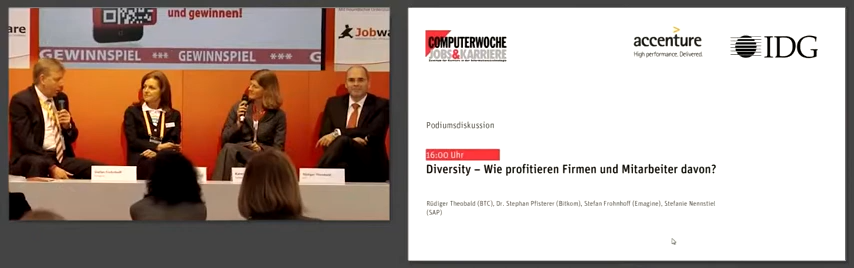 und gewinnen!
are
Jobwa
GEWINNSPIEL *** GEWINNSPIEL *** G
COMPUTERWOCHE
JOBS&KARRIERE
accenture
High performance. Delivered.
IDG
Podiumsdiskussion
16:00 Uhr
Diversity – Wie profitieren Firmen und Mitarbeiter davon?
Rüdiger Theobald (BTC), Dr. Stephan Pfisterer (Bitkom), Stefan Frohnhoff (Emagine), Stefanie Nennstiel
(SAP)